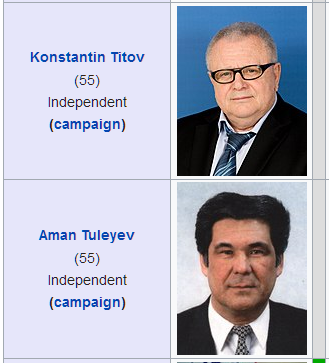 Konstantin Titov
(55)
Independent
(campaign)
Aman Tuleyev
(55)
Independent
(campaign)